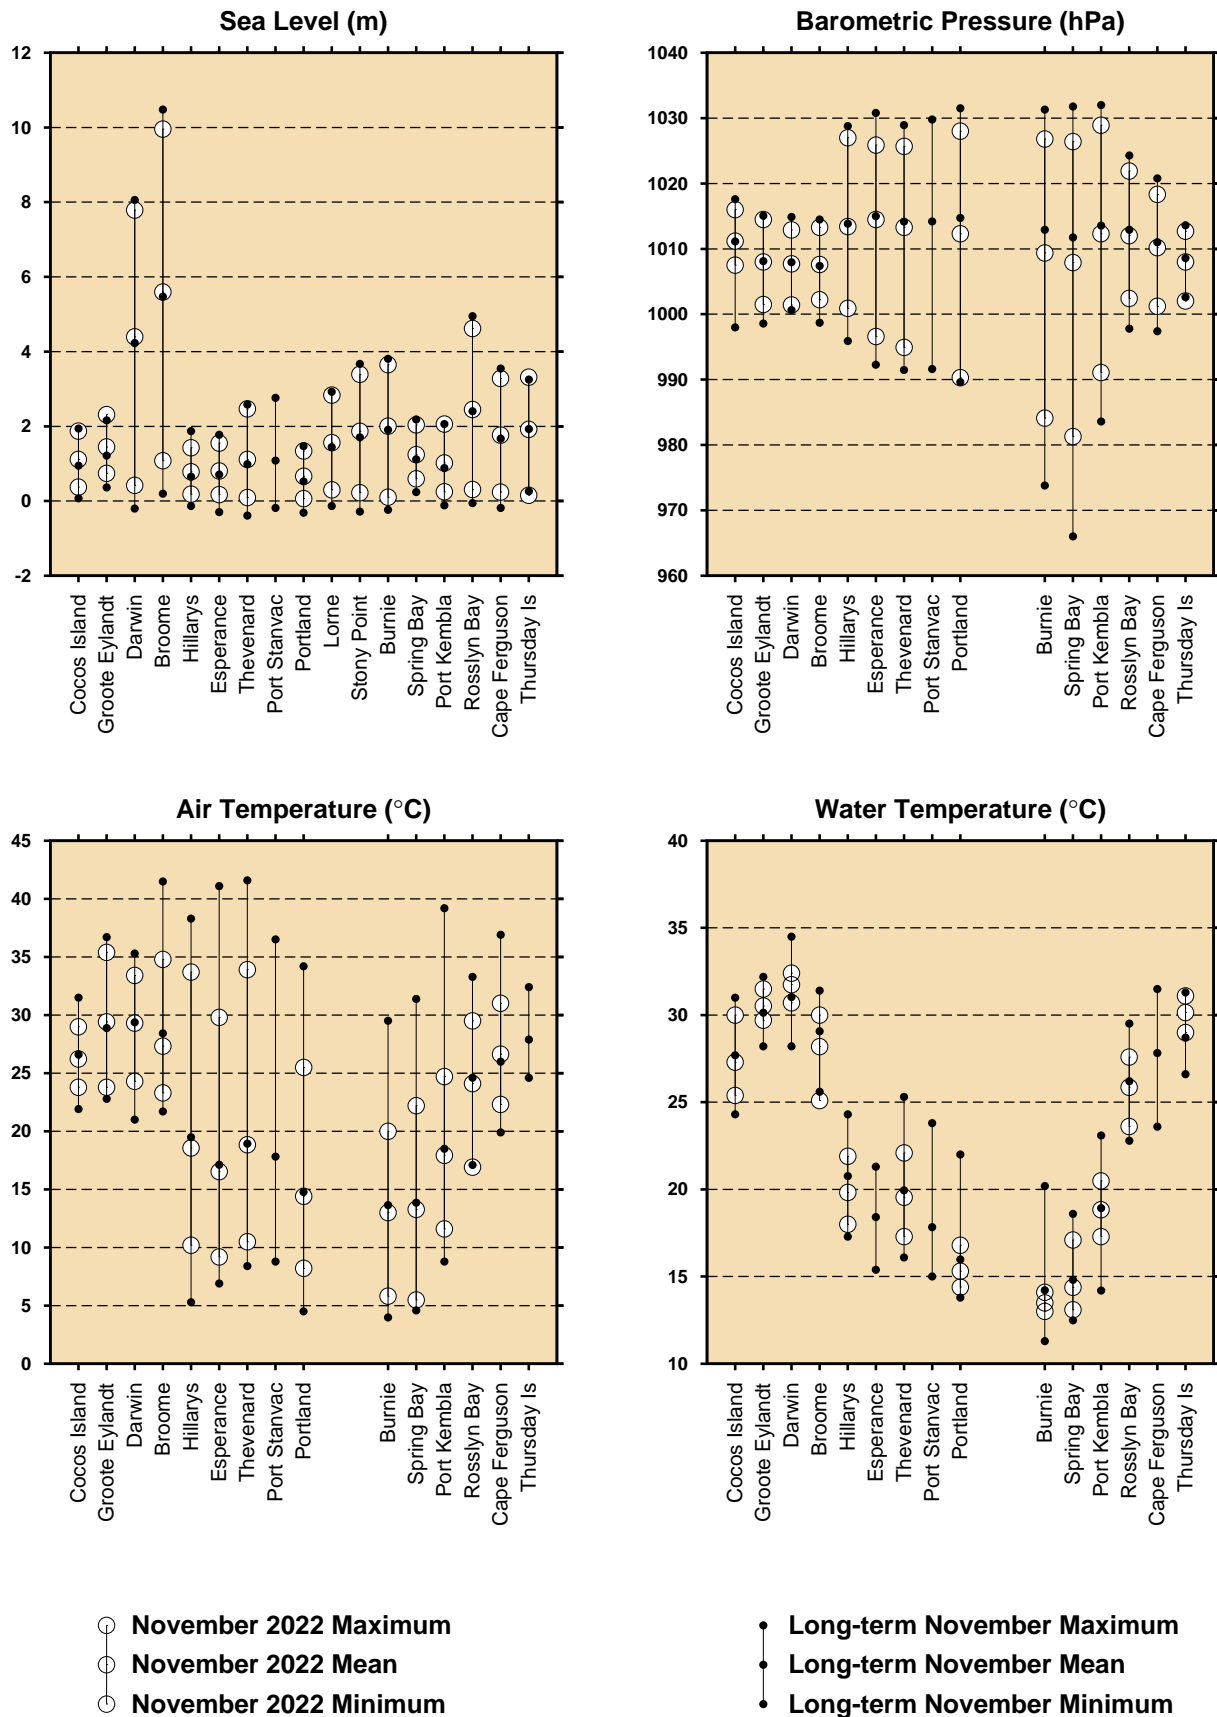 Sea Level (m)
12
10
8
6
4
2
0
-2
Cocos Island
Groote Eylandt
Darwin
Broome
Hillarys
Esperance
Thevenard
Port Stanvac
Portland
Lorne
Stony Point
Burnie
Spring Bay
Port Kembla
Rosslyn Bay
Cape Ferguson
Thursday Is
Barometric Pressure (hPa)
1040
1030
1020
1010
1000
990
980
970
960
Cocos Island
Groote Eylandt
Darwin
Broome
Hillarys
Esperance
Thevenard
Port Stanvac
Portland
Burnie
Spring Bay
Port Kembla
Rosslyn Bay
Cape Ferguson
Thursday Is
Air Temperature (°C)
45
40
35
30
25
20
15
10
5
0
Cocos Island
Groote Eylandt
Darwin
Broome
Hillarys
Esperance
Thevenard
Port Stanvac
Portland
Burnie
Spring Bay
Port Kembla
Rosslyn Bay
Cape Ferguson
Thursday Is
Water Temperature (°C)
40
35
30
25
20
15
10
Cocos Island
Groote Eylandt
Darwin
Broome
Hillarys
Esperance
Thevenard
Port Stanvac
Portland
Burnie
Spring Bay
Port Kembla
Rosslyn Bay
Cape Ferguson
Thursday Is
November 2022 Maximum
November 2022 Mean
November 2022 Minimum
Long-term November Maximum
Long-term November Mean
Long-term November Minimum